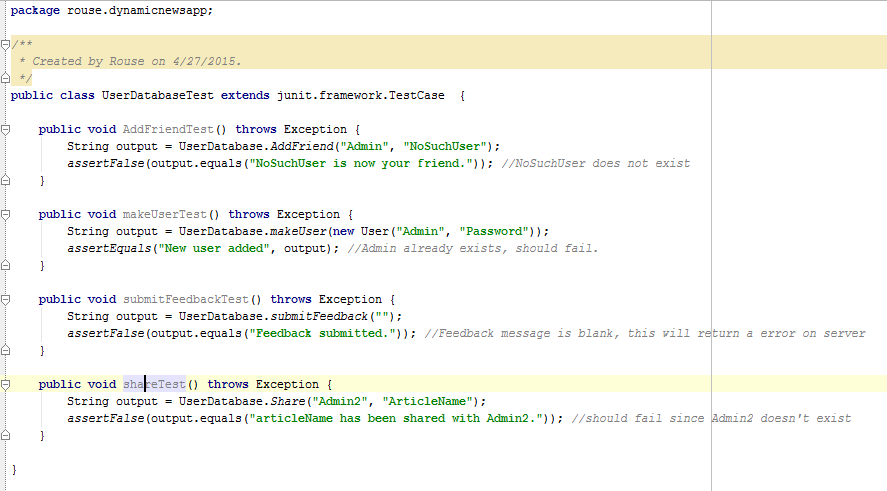 package rouse.dynamicnewsapp;
/**
 * Created by Rouse on 4/27/2015.
 */
public class UserDatabaseTest extends junit.framework.TestCase  {
    public void AddFriendTest() throws Exception {
        String output = UserDatabase.AddFriend("Admin", "NoSuchUser");
        assertFalse(output.equals("NoSuchUser is now your friend.")); //NoSuchUser does not exist
    }
    public void makeUserTest() throws Exception {
        String output = UserDatabase.makeUser(new User("Admin", "Password"));
        assertEquals("New user added", output); //Admin already exists, should fail.
    }
    public void submitFeedbackTest() throws Exception {
        String output = UserDatabase.submitFeedback("");
        assertFalse(output.equals("Feedback submitted.")); //Feedback message is blank, this will return a error on server
    }
    public void shareTest() throws Exception {
        String output = UserDatabase.Share("Admin2", "ArticleName");
        assertFalse(output.equals("articleName has been shared with Admin2.")); //should fail since Admin2 doesn't exist
    }
}